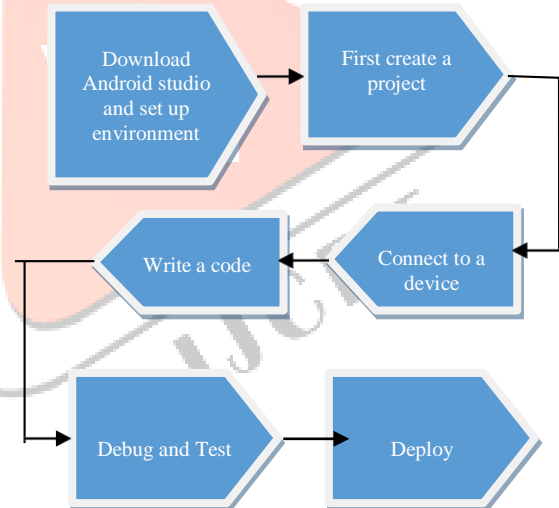 Download
Android studio
and set up
environment
First create a
project
Connect to a
device
Write a code
Debug and Test
Deploy